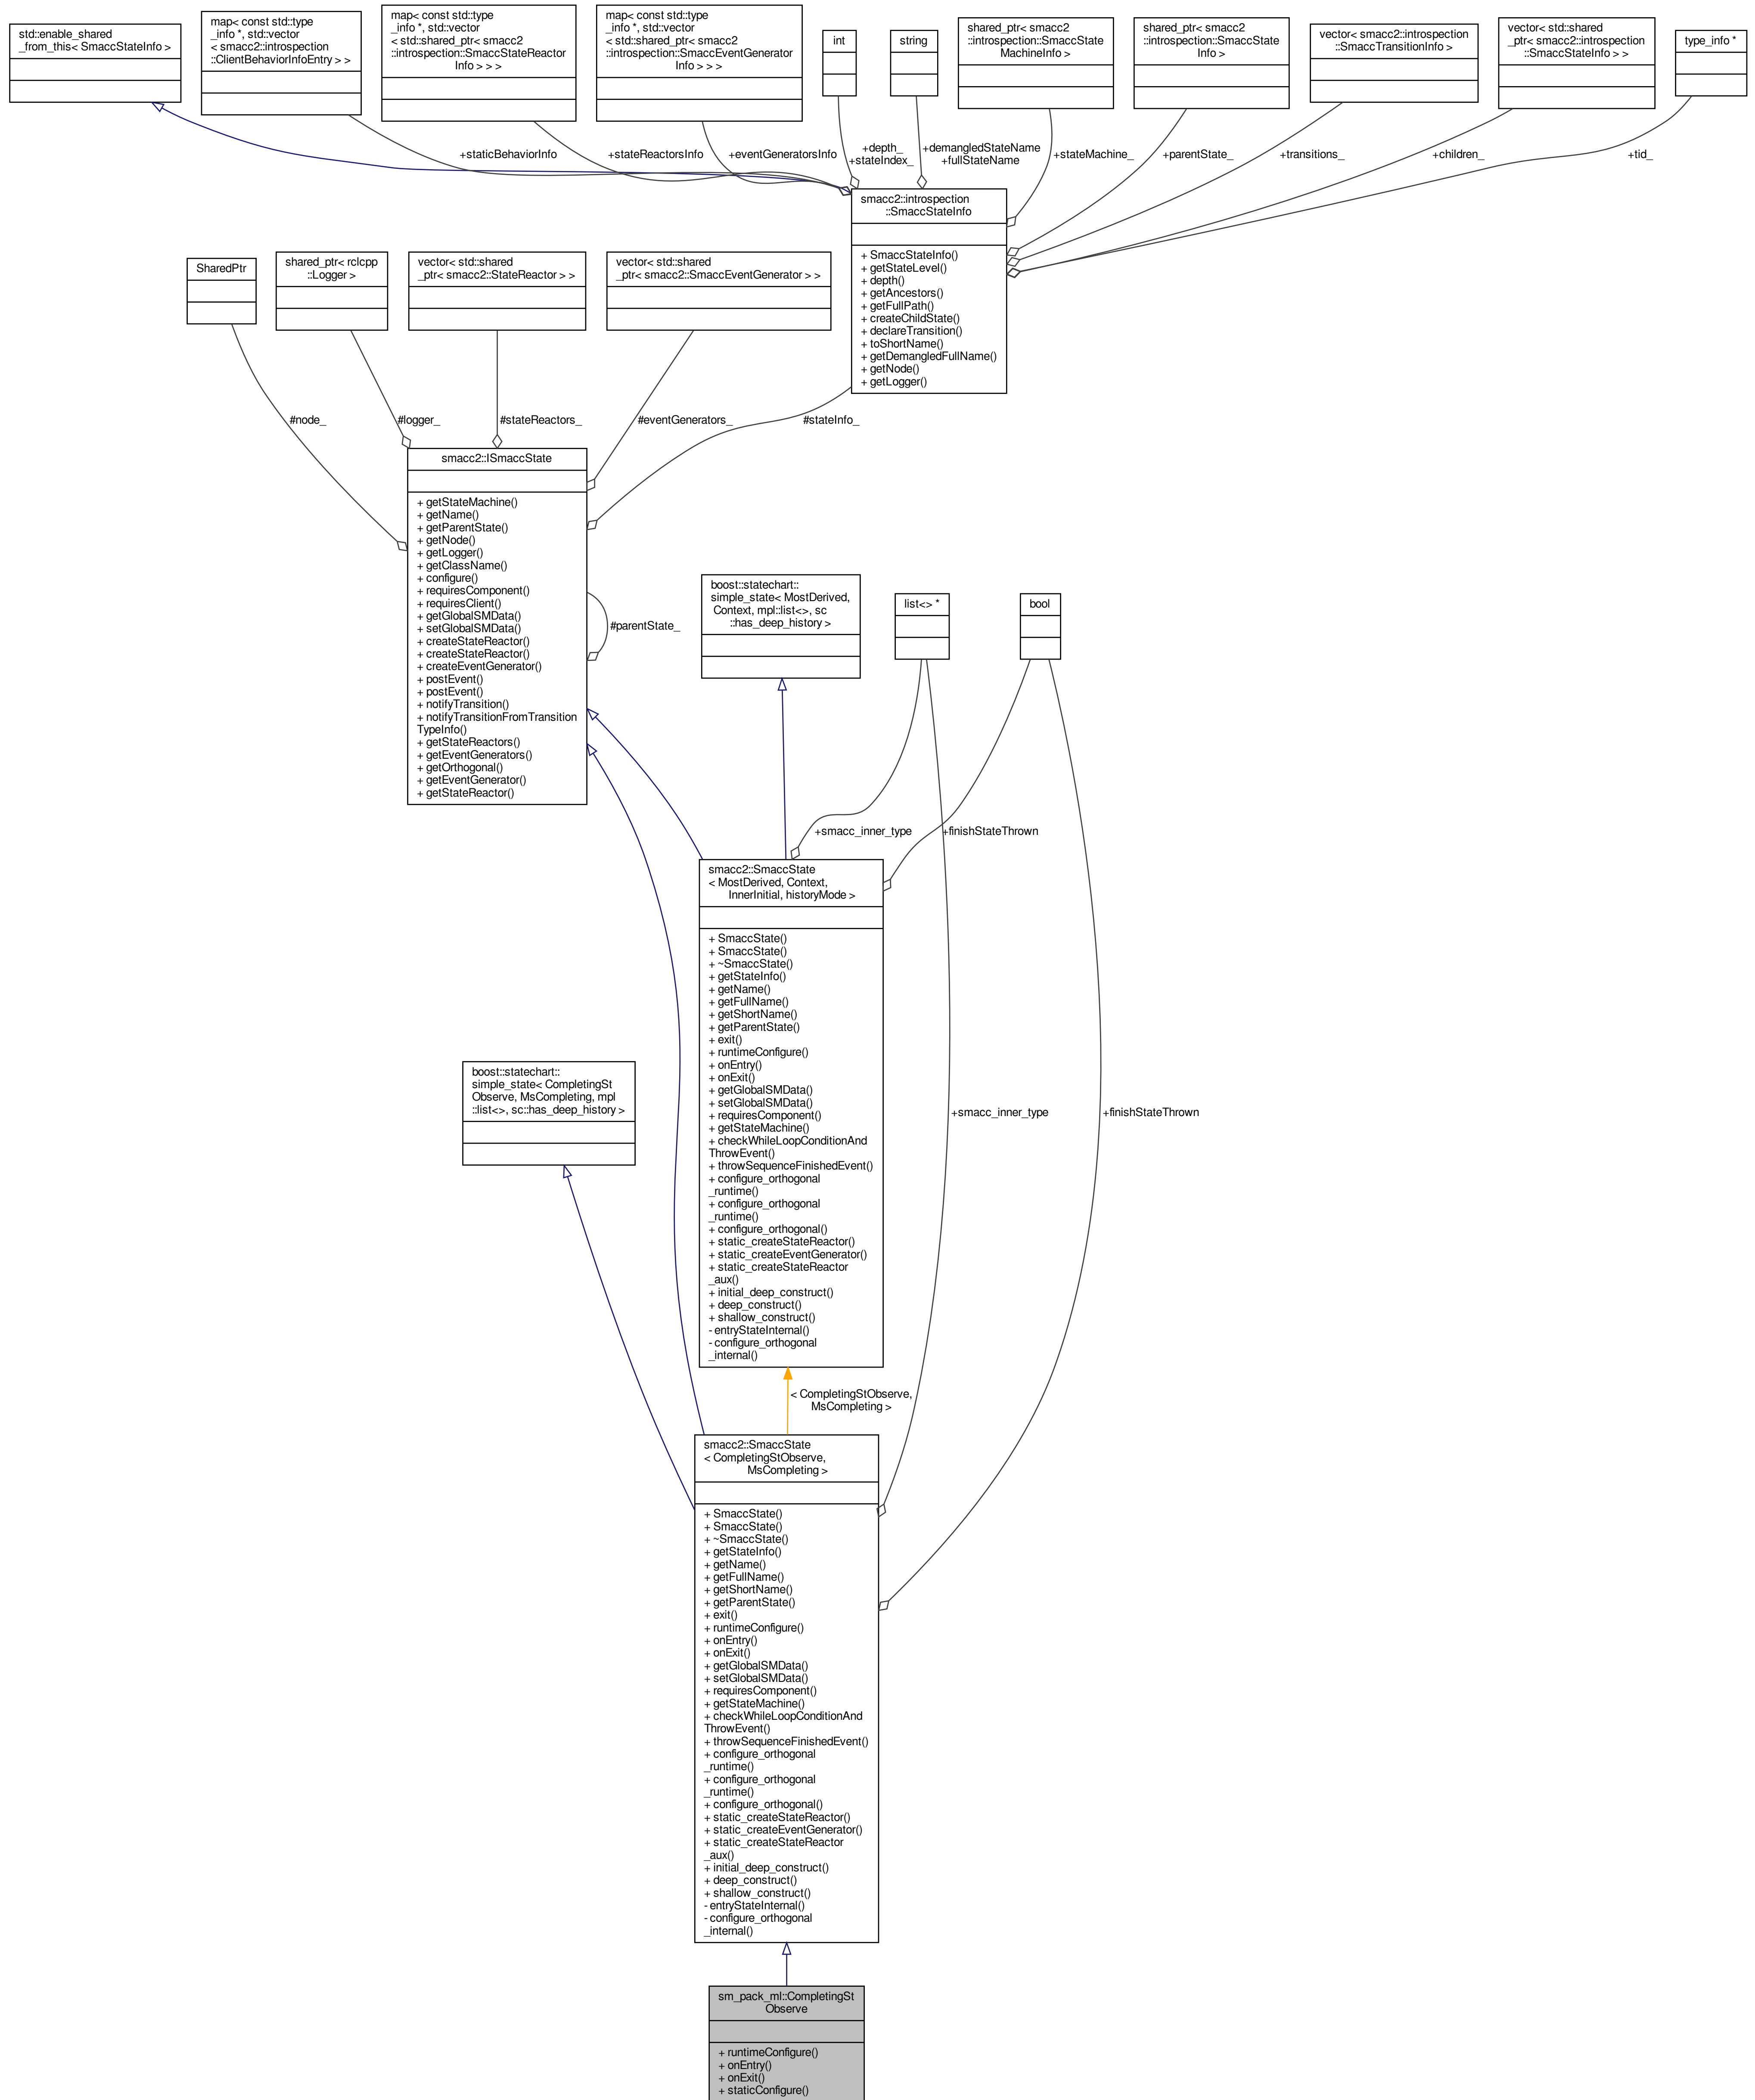 std::enable_shared
_from_this< SmaccStateInfo >
map< const std::type
_info *, std::vector
< smacc2::introspection
::ClientBehaviorInfoEntry > >
map< const std::type
_info *, std::vector
< std::shared_ptr< smacc2
::introspection::SmaccStateReactor
Info > > >
map< const std::type
_info *, std::vector
< std::shared_ptr< smacc2
::introspection::SmaccEventGenerator
Info > > >
int
string
shared_ptr< smacc2
::introspection::SmaccState
MachineInfo >
shared_ptr< smacc2
::introspection::SmaccState
Info >
vector< smacc2::introspection
::SmaccTransitionInfo >
vector< std::shared
_ptr< smacc2::introspection
::SmaccStateInfo > >
type_info *
+staticBehaviorInfo
+stateReactorsInfo
+eventGeneratorsInfo
+depth_
+stateIndex_
+demangledStateName
+fullStateName
+stateMachine_
+parentState_
+transitions_
+children_
+tid_
smacc2::introspection
::SmaccStateInfo
+ SmaccStateInfo()
+ getStateLevel()
+ depth()
+ getAncestors()
+ getFullPath()
+ createChildState()
+ declareTransition()
+ toShortName()
+ getDemangledFullName()
+ getNode()
+ getLogger()
SharedPtr
shared_ptr< rclcpp
::Logger >
vector< std::shared
_ptr< smacc2::StateReactor > >
vector< std::shared
_ptr< smacc2::SmaccEventGenerator > >
#node_
#logger_
#stateReactors_
#eventGenerators_
#stateInfo_
smacc2::ISmaccState
+ getStateMachine()
+ getName()
+ getParentState()
+ getNode()
+ getLogger()
+ getClassName()
+ configure()
+ requiresComponent()
+ requiresClient()
+ getGlobalSMData()
+ setGlobalSMData()
+ createStateReactor()
+ createStateReactor()
+ createEventGenerator()
+ postEvent()
+ postEvent()
+ notifyTransition()
+ notifyTransitionFromTransition
TypeInfo()
+ getStateReactors()
+ getEventGenerators()
+ getOrthogonal()
+ getEventGenerator()
+ getStateReactor()
#parentState_
boost::statechart::
simple_state< MostDerived,
Context, mpl::list<>, sc
::has_deep_history >
list<> *
bool
+smacc_inner_type
+finishStateThrown
smacc2::SmaccState
< MostDerived, Context,
InnerInitial, historyMode >
+ SmaccState()
+ SmaccState()
+ ~SmaccState()
+ getStateInfo()
+ getName()
+ getFullName()
+ getShortName()
+ getParentState()
+ exit()
+ runtimeConfigure()
+ onEntry()
+ onExit()
+ getGlobalSMData()
+ setGlobalSMData()
+ requiresComponent()
+ getStateMachine()
+ checkWhileLoopConditionAnd
ThrowEvent()
+ throwSequenceFinishedEvent()
+ configure_orthogonal
_runtime()
+ configure_orthogonal
_runtime()
+ configure_orthogonal()
+ static_createStateReactor()
+ static_createEventGenerator()
+ static_createStateReactor
_aux()
+ initial_deep_construct()
+ deep_construct()
+ shallow_construct()
- entryStateInternal()
- configure_orthogonal
_internal()
boost::statechart::
simple_state< CompletingSt
Observe, MsCompleting, mpl
::list<>, sc::has_deep_history >
+smacc_inner_type
+finishStateThrown
< CompletingStObserve,
MsCompleting >
smacc2::SmaccState
< CompletingStObserve,
MsCompleting >
+ SmaccState()
+ SmaccState()
+ ~SmaccState()
+ getStateInfo()
+ getName()
+ getFullName()
+ getShortName()
+ getParentState()
+ exit()
+ runtimeConfigure()
+ onEntry()
+ onExit()
+ getGlobalSMData()
+ setGlobalSMData()
+ requiresComponent()
+ getStateMachine()
+ checkWhileLoopConditionAnd
ThrowEvent()
+ throwSequenceFinishedEvent()
+ configure_orthogonal
_runtime()
+ configure_orthogonal
_runtime()
+ configure_orthogonal()
+ static_createStateReactor()
+ static_createEventGenerator()
+ static_createStateReactor
_aux()
+ initial_deep_construct()
+ deep_construct()
+ shallow_construct()
- entryStateInternal()
- configure_orthogonal
_internal()
sm_pack_ml::CompletingSt
Observe
+ runtimeConfigure()
+ onEntry()
+ onExit()
+ staticConfigure()